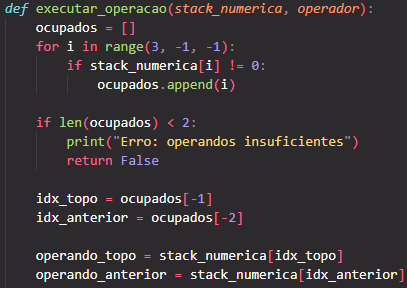 def executar_operacao(stack_numerica, operador):
    ocupados = []
    for i in range(3, -1, -1):
        if stack_numerica[i] != 0:
            ocupados.append(i)

    if len(ocupados) < 2:
        print("Erro: operandos insuficientes")
        return False

    idx_topo = ocupados[-1]
    idx_anterior = ocupados[-2]

    operando_topo = stack_numerica[idx_topo]
    operando_anterior = stack_numerica[idx_anterior]